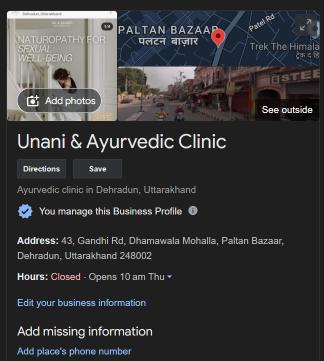 Dehradun, Uttarakhand
1/4
NATUROPATHY FOR
SEXUAL
WELL-BEING
Add photos
PALTAN BAZAAR
पलटन बाज़ार
Patel Rd
Trek The Himala
See outside
Unani & Ayurvedic Clinic
Directions
Save
Ayurvedic clinic in Dehradun, Uttarakhand
You manage this Business Profile
Address: 43, Gandhi Rd, Dhamawala Mohalla, Paltan Bazaar,
Dehradun, Uttarakhand 248002
Hours: Closed · Opens 10 am Thu
Edit your business information
Add missing information
Add place's phone number